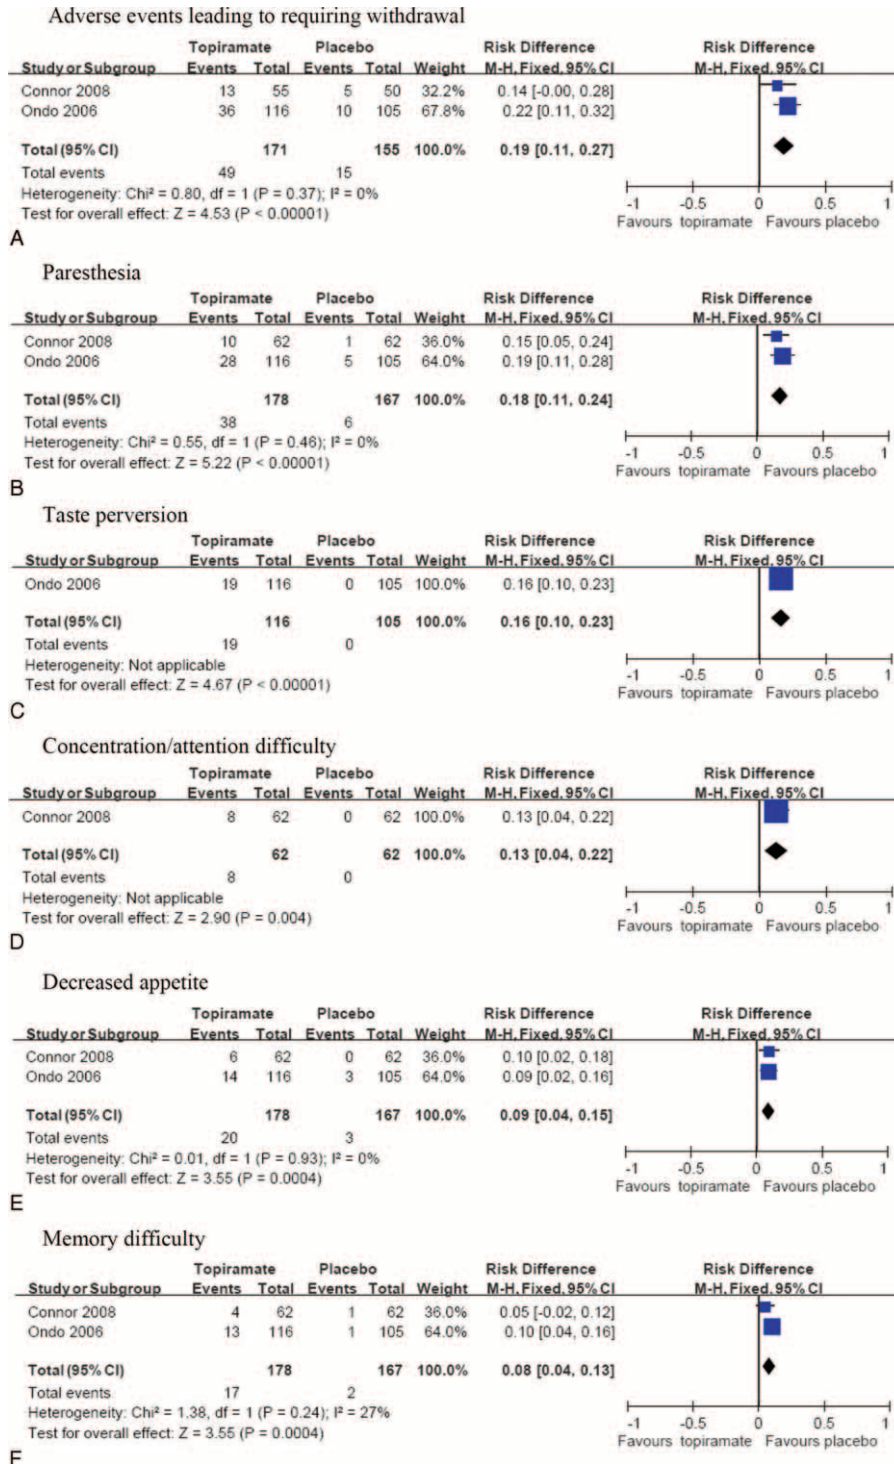 Adverse events leading to requiring withdrawal
Topiramate Placebo Risk Difference Risk Difference
Study or Subgroup Events Total Events Total Weight M-H, Fixed, 95% CI M-H, Fixed, 95% CI
Connor 2008 13 55 5 50 32.2% 0.14 [-0.00, 0.28]
Ondo 2006 36 116 10 105 67.8% 0.22 [0.11, 0.32]
Total (95% CI) 171 155 100.0% 0.19 [0.11, 0.27]
Total events 49 15
Heterogeneity: Chi² = 0.80, df = 1 (P = 0.37); I² = 0%
Test for overall effect: Z = 4.53 (P < 0.00001)
-1 -0.5 0 0.5 1
Favours topiramate Favours placebo
A
Paresthesia
Topiramate Placebo Risk Difference Risk Difference
Study or Subgroup Events Total Events Total Weight M-H, Fixed, 95% CI M-H, Fixed, 95% CI
Connor 2008 10 62 1 62 36.0% 0.15 [0.05, 0.24]
Ondo 2006 28 116 5 105 64.0% 0.19 [0.11, 0.28]
Total (95% CI) 178 167 100.0% 0.18 [0.11, 0.24]
Total events 38 6
Heterogeneity: Chi² = 0.55, df = 1 (P = 0.46); I² = 0%
Test for overall effect: Z = 5.22 (P < 0.00001)
-1 -0.5 0 0.5 1
Favours topiramate Favours placebo
B
Taste perversion
Topiramate Placebo Risk Difference Risk Difference
Study or Subgroup Events Total Events Total Weight M-H, Fixed, 95% CI M-H, Fixed, 95% CI
Ondo 2006 19 116 0 105 100.0% 0.16 [0.10, 0.23]
Total (95% CI) 116 105 100.0% 0.16 [0.10, 0.23]
Total events 19 0
Heterogeneity: Not applicable
Test for overall effect: Z = 4.67 (P < 0.00001)
-1 -0.5 0 0.5 1
Favours topiramate Favours placebo
C
Concentration/attention difficulty
Topiramate Placebo Risk Difference Risk Difference
Study or Subgroup Events Total Events Total Weight M-H, Fixed, 95% CI M-H, Fixed, 95% CI
Connor 2008 8 62 0 62 100.0% 0.13 [0.04, 0.22]
Total (95% CI) 62 62 100.0% 0.13 [0.04, 0.22]
Total events 8 0
Heterogeneity: Not applicable
Test for overall effect: Z = 2.90 (P = 0.004)
-1 -0.5 0 0.5 1
Favours topiramate Favours placebo
D
Decreased appetite
Topiramate Placebo Risk Difference Risk Difference
Study or Subgroup Events Total Events Total Weight M-H, Fixed, 95% CI M-H, Fixed, 95% CI
Connor 2008 6 62 0 62 36.0% 0.10 [0.02, 0.18]
Ondo 2006 14 116 3 105 64.0% 0.09 [0.02, 0.16]
Total (95% CI) 178 167 100.0% 0.09 [0.04, 0.15]
Total events 20 3
Heterogeneity: Chi² = 0.01, df = 1 (P = 0.93); I² = 0%
Test for overall effect: Z = 3.55 (P = 0.0004)
-1 -0.5 0 0.5 1
Favours topiramate Favours placebo
E
Memory difficulty
Topiramate Placebo Risk Difference Risk Difference
Study or Subgroup Events Total Events Total Weight M-H, Fixed, 95% CI M-H, Fixed, 95% CI
Connor 2008 4 62 1 62 36.0% 0.05 [-0.02, 0.12]
Ondo 2006 13 116 1 105 64.0% 0.10 [0.04, 0.16]
Total (95% CI) 178 167 100.0% 0.08 [0.04, 0.13]
Total events 17 2
Heterogeneity: Chi² = 1.38, df = 1 (P = 0.24); I² = 27%
Test for overall effect: Z = 3.55 (P = 0.0004)
-1 -0.5 0 0.5 1
Favours topiramate Favours placebo
F